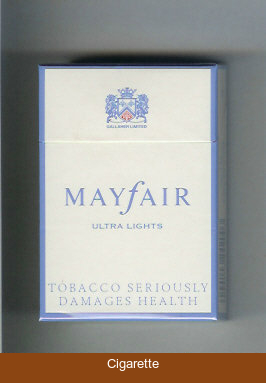 GALLAHER LIMITED
MAYfAIR
ULTRA LIGHTS
TOBACCO SERIOUSLY
DAMAGES HEALTH
Cigarette